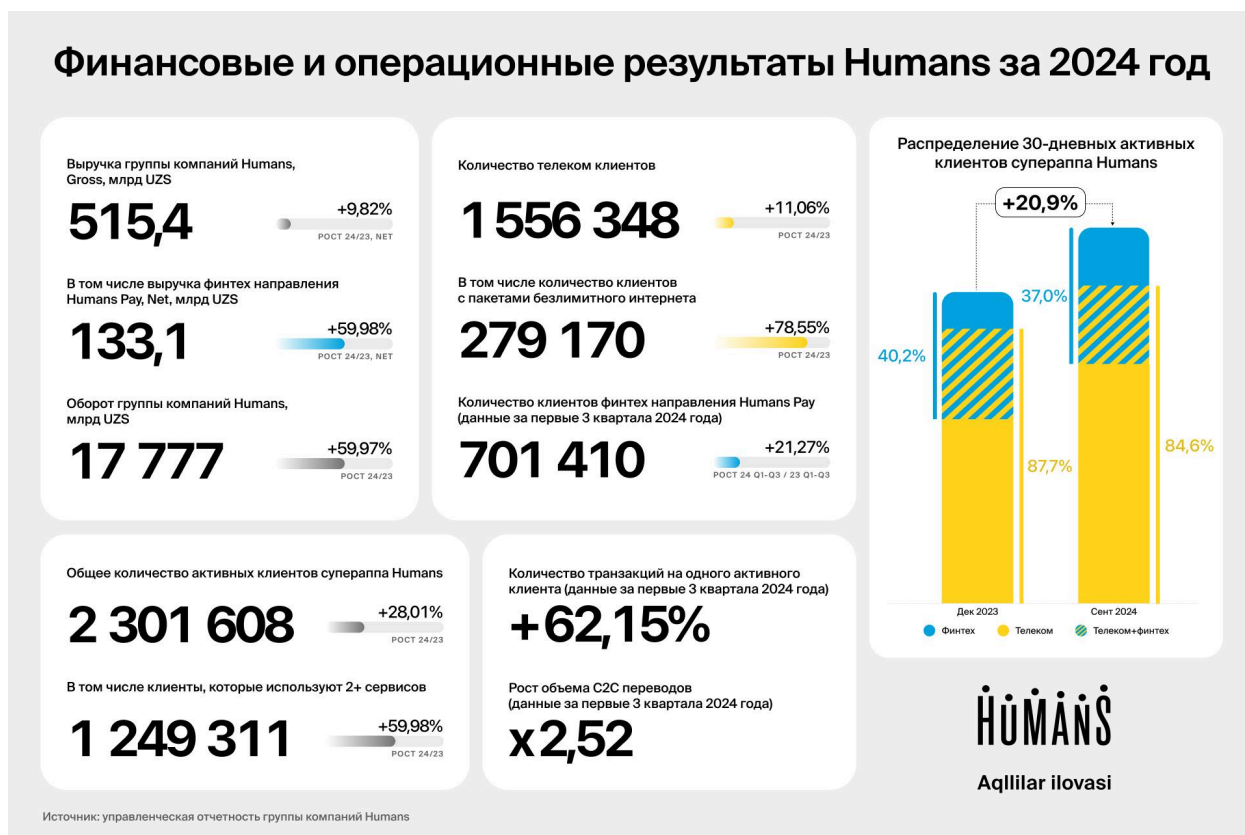 Финансовые и операционные результаты Humans за 2024 год
Выручка группы компаний Humans,
Gross, млрд UZS
515,4
+9,82%
РОСТ 24/23, NET
В том числе выручка финтех направления
Humans Pay, Net, млрд UZS
133,1
+59,98%
РОСТ 24/23, NET
Оборот группы компаний Humans,
млрд UZS
17 777
+59,97%
РОСТ 24/23
Количество телеком клиентов
1 556 348
+11,06%
РОСТ 24/23
В том числе количество клиентов
с пакетами безлимитного интернета
279 170
+78,55%
РОСТ 24/23
Количество клиентов финтех направления Humans Pay
(данные за первые 3 квартала 2024 года)
701 410
+21,27%
РОСТ 24 Q1-Q3 / 23 Q1-Q3
Распределение 30-дневных активных
клиентов суперaппа Humans
+20,9%
37,0%
40,2%
87,7%
84,6%
Дек 2023
Сент 2024
Финтех
Телеком
Телеком+финтех
Общее количество активных клиентов суперaппа Humans
2 301 608
+28,01%
РОСТ 24/23
В том числе клиенты, которые используют 2+ сервисов
1 249 311
+59,98%
РОСТ 24/23
Количество транзакций на одного активного
клиента (данные за первые 3 квартала 2024 года)
+62,15%
Рост объема C2C переводов
(данные за первые 3 квартала 2024 года)
x2,52
HUMANS
Aqllilar ilovasi
Источник: управленческая отчетность группы компаний Humans